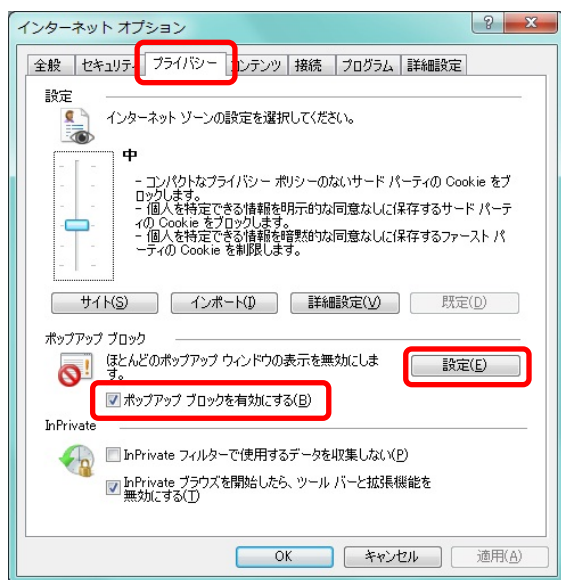 インターネット オプション
全般 セキュリティ プライバシー コンテンツ 接続 プログラム 詳細設定
設定
インターネット ゾーンの設定を選択してください。
中
- コンパクトなプライバシー ポリシーのないサード パーティの Cookie をブ
ロックします。
- 個人を特定できる情報を明示的な同意なしに保存するサード パーテ
ィの Cookie をブロックします。
- 個人を特定できる情報を暗黙的な同意なしに保存するファースト パ
ーティの Cookie を制限します。
サイト(S) インポート(I) 詳細設定(V) 既定(D)
ポップアップ ブロック
ほとんどのポップアップ ウィンドウの表示を無効にしま
す。
設定(E)
ポップアップ ブロックを有効にする(B)
InPrivate
InPrivate フィルターで使用するデータを収集しない(P)
InPrivate ブラウズを開始したら、ツール バーと拡張機能を
無効にする(T)
OK キャンセル 適用(A)